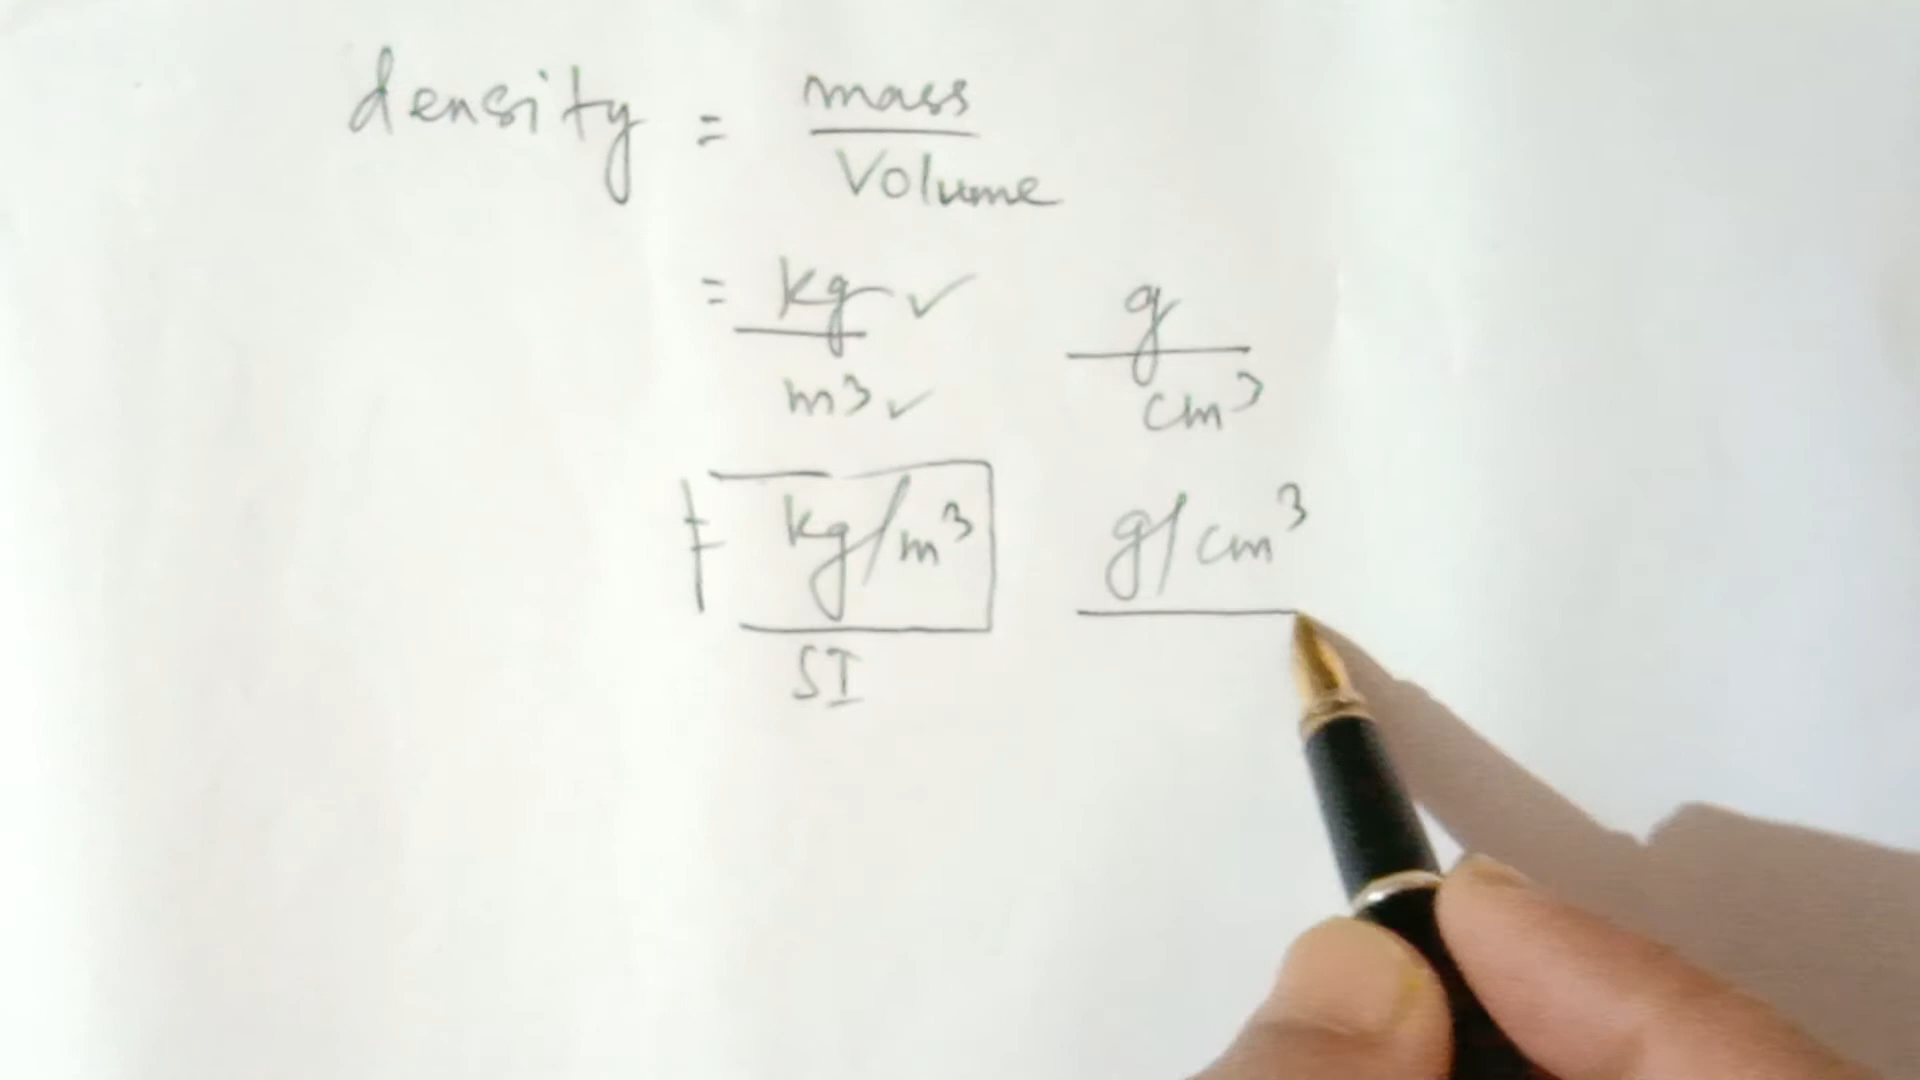 density = mass
Volume
= kg ✓ g
m3 ✓ cm3
= kg/m3 g/cm3
SI